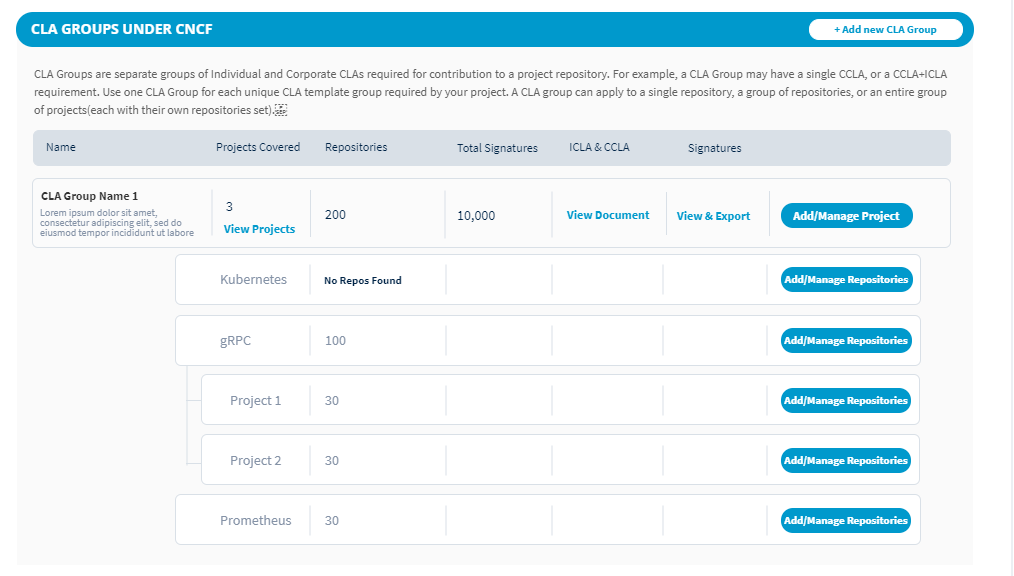 CLA GROUPS UNDER CNCF
+ Add new CLA Group
CLA Groups are separate groups of Individual and Corporate CLAs required for contribution to a project repository. For example, a CLA Group may have a single CCLA, or a CCLA+ICLA
requirement. Use one CLA Group for each unique CLA template group required by your project. A CLA group can apply to a single repository, a group of repositories, or an entire group
of projects(each with their own repositories set).
Name Projects Covered Repositories Total Signatures ICLA & CCLA Signatures
CLA Group Name 1
Lorem ipsum dolor sit amet,
consectetur adipiscing elit, sed do
eiusmod tempor incididunt ut labore
3
View Projects
200
10,000
View Document
View & Export
Add/Manage Project
Kubernetes No Repos Found Add/Manage Repositories
gRPC 100 Add/Manage Repositories
Project 1 30 Add/Manage Repositories
Project 2 30 Add/Manage Repositories
Prometheus 30 Add/Manage Repositories